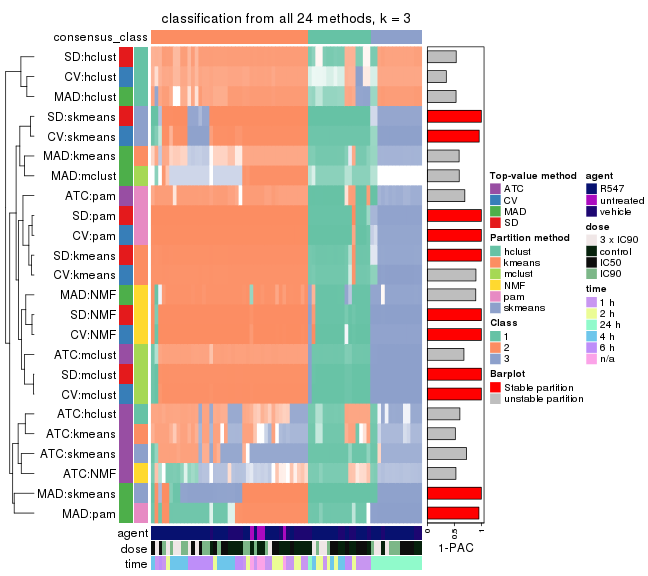 classification from all 24 methods, k = 3
consensus_class
SD:hclust
CV:hclust
MAD:hclust
SD:skmeans
CV:skmeans
MAD:kmeans
MAD:mclust
ATC:pam
SD:pam
CV:pam
SD:kmeans
CV:kmeans
MAD:NMF
SD:NMF
CV:NMF
ATC:mclust
SD:mclust
CV:mclust
ATC:hclust
ATC:kmeans
ATC:skmeans
ATC:NMF
MAD:skmeans
MAD:pam
agent
dose
time
0
0.5
1
1-PAC
Top-value method
ATC
CV
MAD
SD
Partition method
hclust
kmeans
mclust
NMF
pam
skmeans
Class
1
2
3
Barplot
Stable partition
unstable partition
agent
R547
untreated
vehicle
dose
3 x IC90
control
IC50
IC90
time
1 h
2 h
24 h
4 h
6 h
n/a